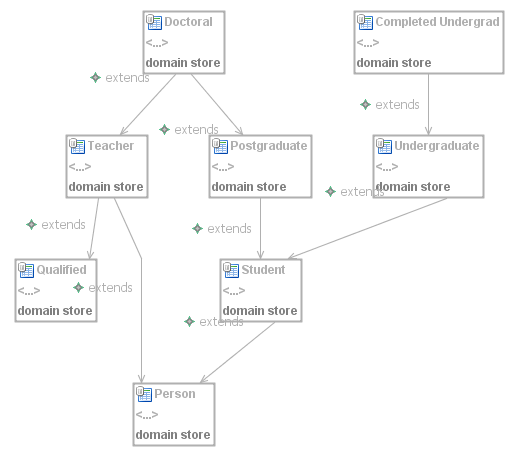 Doctoral
<...>
domain store
Completed Undergrad
<...>
domain store
extends
extends
extends
Teacher
<...>
domain store
Postgraduate
<...>
domain store
Undergraduate
<...>
domain store
extends
extends
extends
Qualified
<...>
domain store
extends
Student
<...>
domain store
extends
Person
<...>
domain store